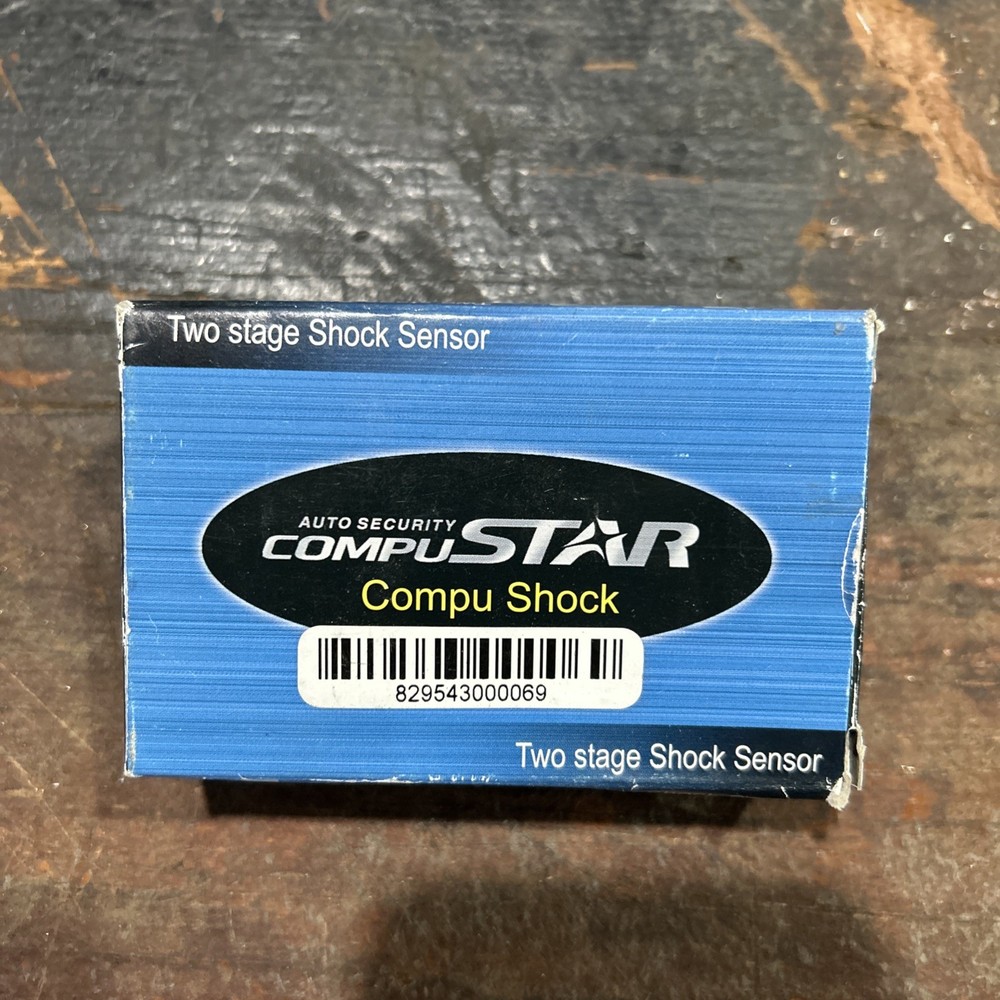 Two stage Shock Sensor
AUTO SECURITY
COMPUSTAR
Compu Shock
829543000069
Two stage Shock Sensor